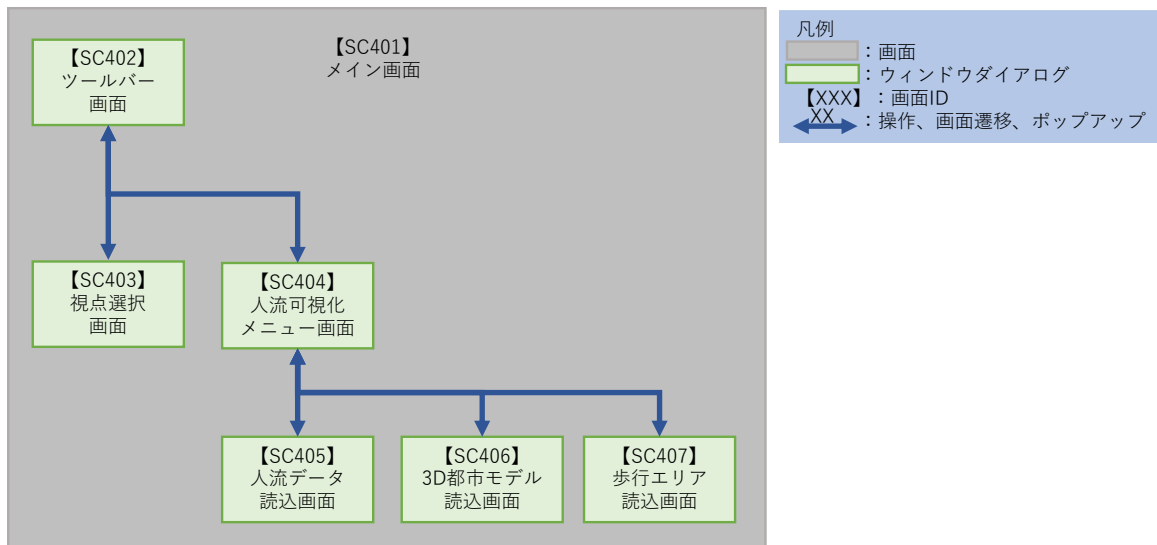 【SC401】
メイン画面
【SC402】
ツールバー
画面
【SC403】
視点選択
画面
【SC404】
人流可視化
メニュー画面
【SC405】
人流データ
読込画面
【SC406】
3D都市モデル
読込画面
【SC407】
歩行エリア
読込画面
凡例
：画面
：ウィンドウダイアログ
【XXX】：画面ID
XX：操作、画面遷移、ポップアップ